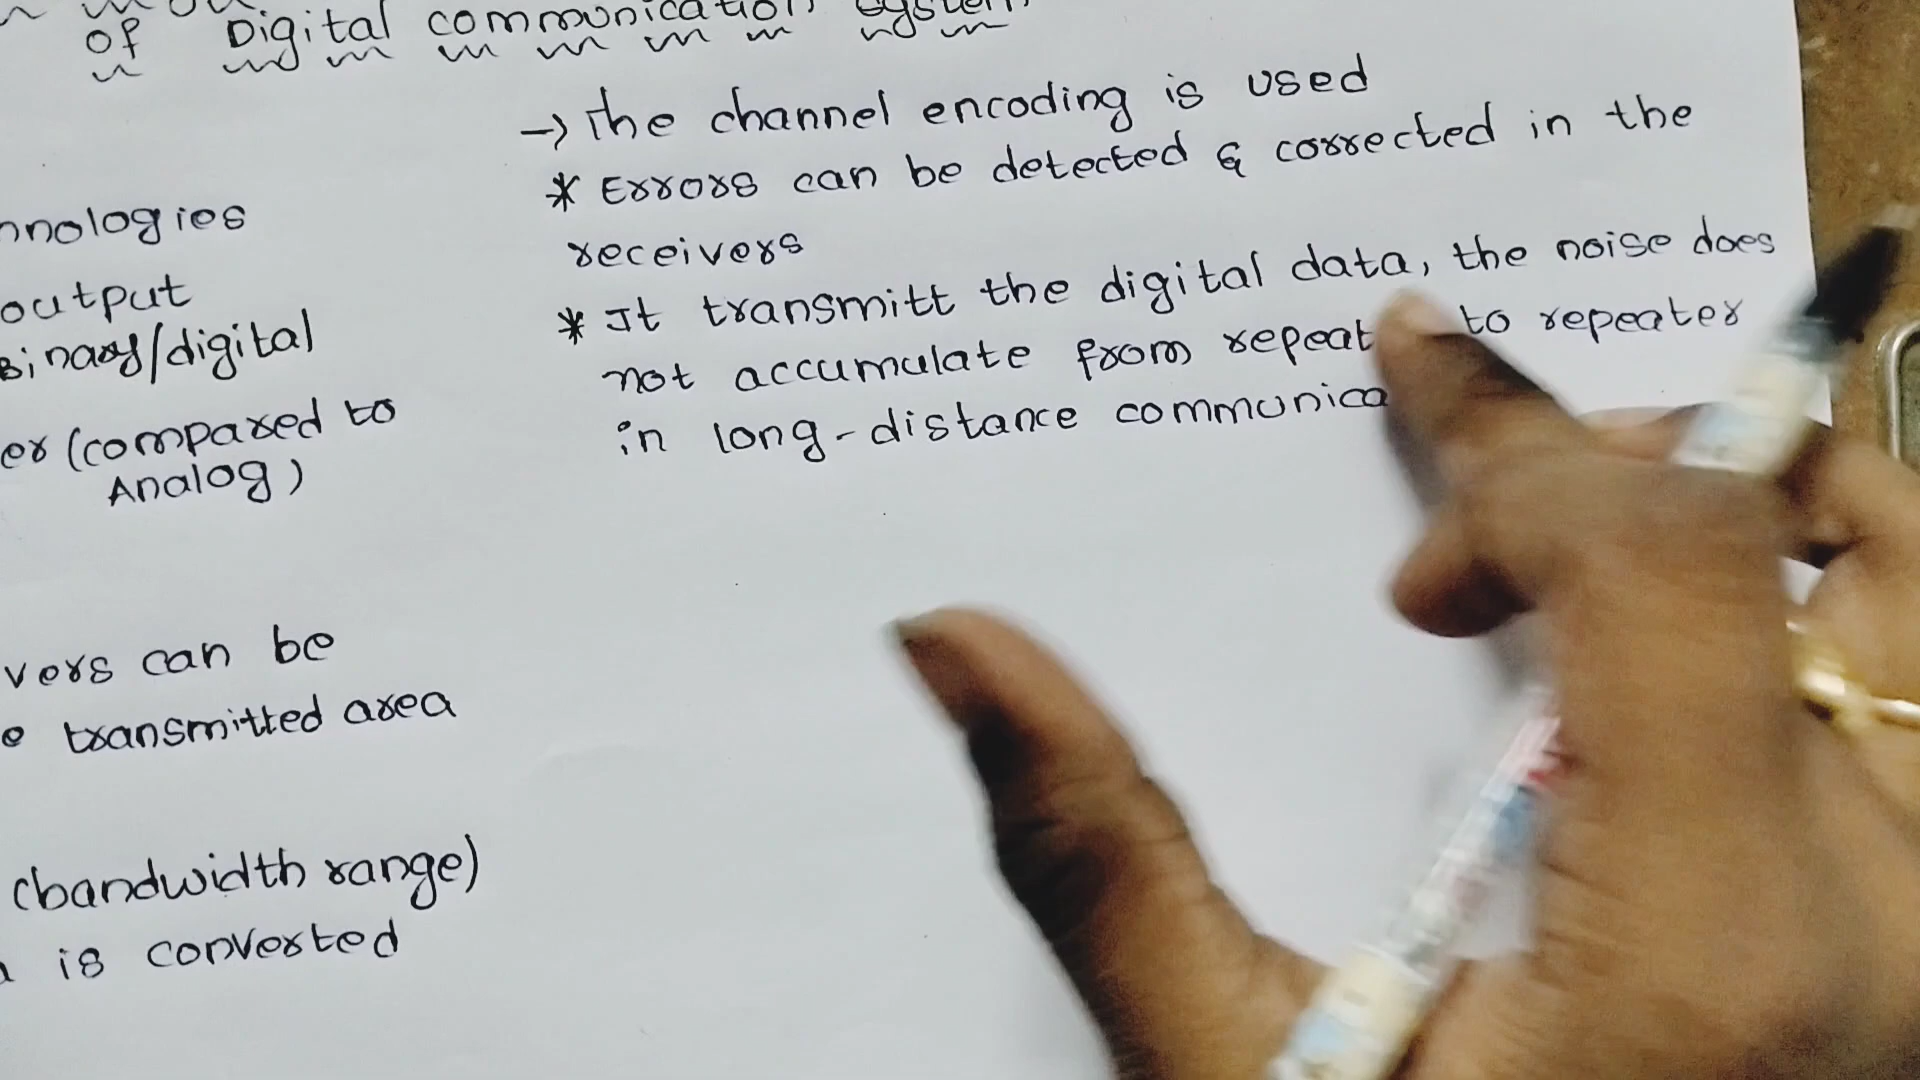 of Digital communication system
→ The channel encoding is used
* Errors can be detected & corrected in the
receivers
* It transmitt the digital data, the noise does
not accumulate from repeat to repeater
in long-distance communica
nologies
output
Binary/digital
er (compared to
Analog)
vers can be
e transmitted area
(bandwidth range)
is converted